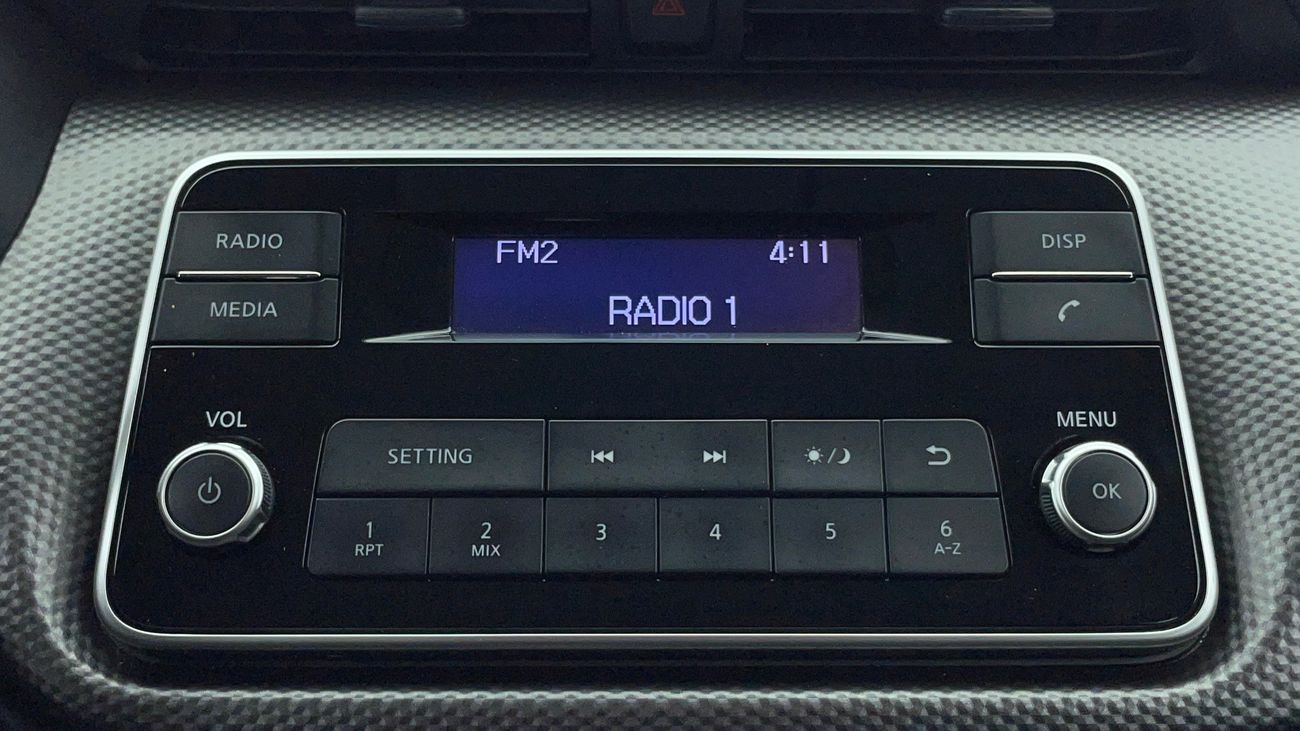 RADIO
FM2 4:11
DISP
MEDIA
RADIO 1
VOL
MENU
SETTING
OK
1 2 3 4 5 6
RPT MIX A-Z